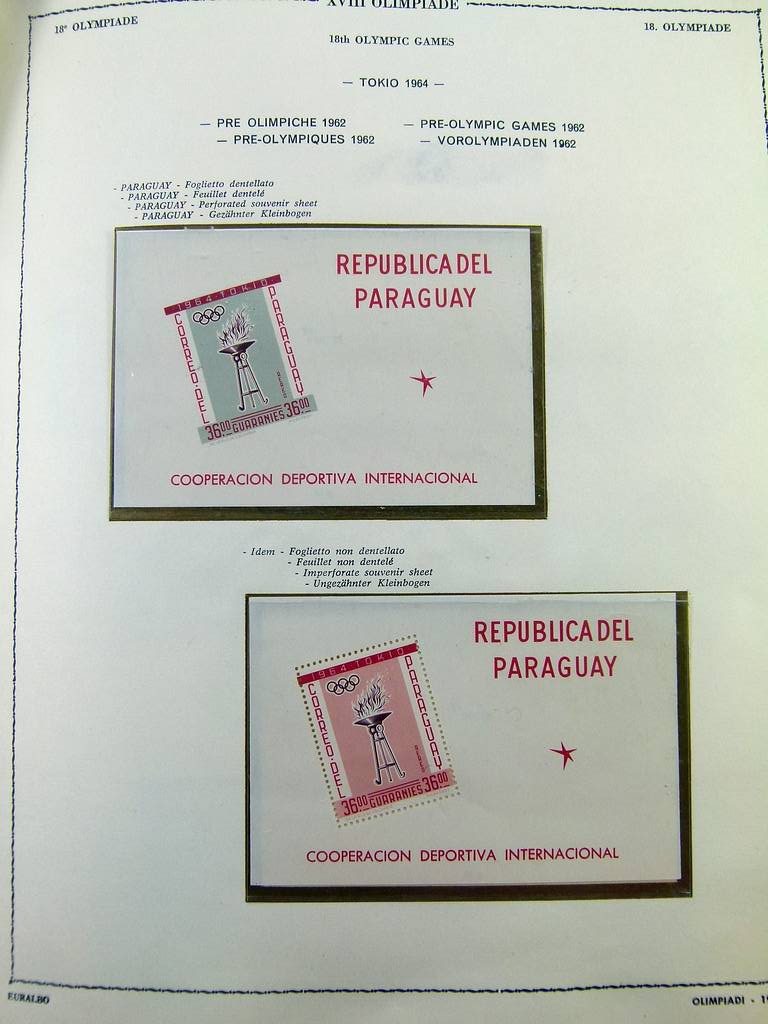 XVIII OLIMPIADE
18e OLYMPIADE
18. OLYMPIADE
18th OLYMPIC GAMES
— TOKIO 1964 —
— PRE OLIMPICHE 1962
— PRE-OLYMPIC GAMES 1962
— PRE-OLYMPIQUES 1962
— VOROLYMPIADEN 1962
- PARAGUAY - Foglietto dentellato
- PARAGUAY - Feuillet dentelé
- PARAGUAY - Perforated souvenir sheet
- PARAGUAY - Gezähnter Kleinbogen
REPUBLICA DEL
PARAGUAY
1964·TOKIO
CORREO·DEL
PARAGUAY
AEREO
36.00 GUARANIES 36.00
COOPERACION DEPORTIVA INTERNACIONAL
- Idem - Foglietto non dentellato
- Feuillet non dentelé
- Imperforate souvenir sheet
- Ungezähnter Kleinbogen
REPUBLICA DEL
PARAGUAY
1964·TOKIO
CORREO·DEL
PARAGUAY
AEREO
36.00 GUARANIES 36.00
COOPERACION DEPORTIVA INTERNACIONAL
EURALBO
OLIMPIADI -